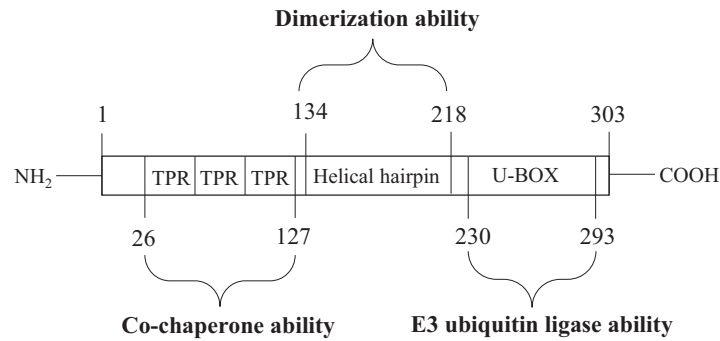 Dimerization ability
1 134 218 303
NH₂ TPR TPR TPR Helical hairpin U-BOX COOH
26 127 230 293
Co-chaperone ability E3 ubiquitin ligase ability